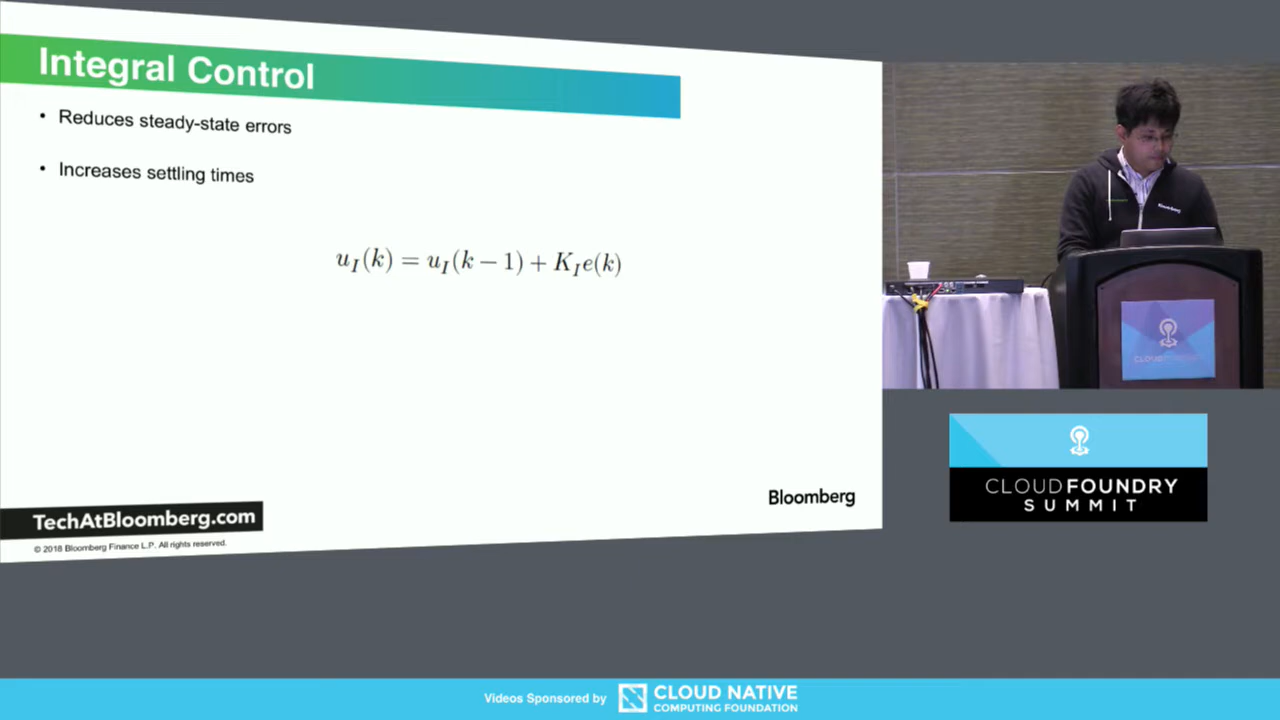 Integral Control
• Reduces steady-state errors
• Increases settling times
u_I(k) = u_I(k − 1) + K_I e(k)
Bloomberg
TechAtBloomberg.com
© 2018 Bloomberg Finance L.P. All rights reserved.
Bloomberg
CLOUD FOUNDRY
SUMMIT
Videos Sponsored by
CLOUD NATIVE
COMPUTING FOUNDATION